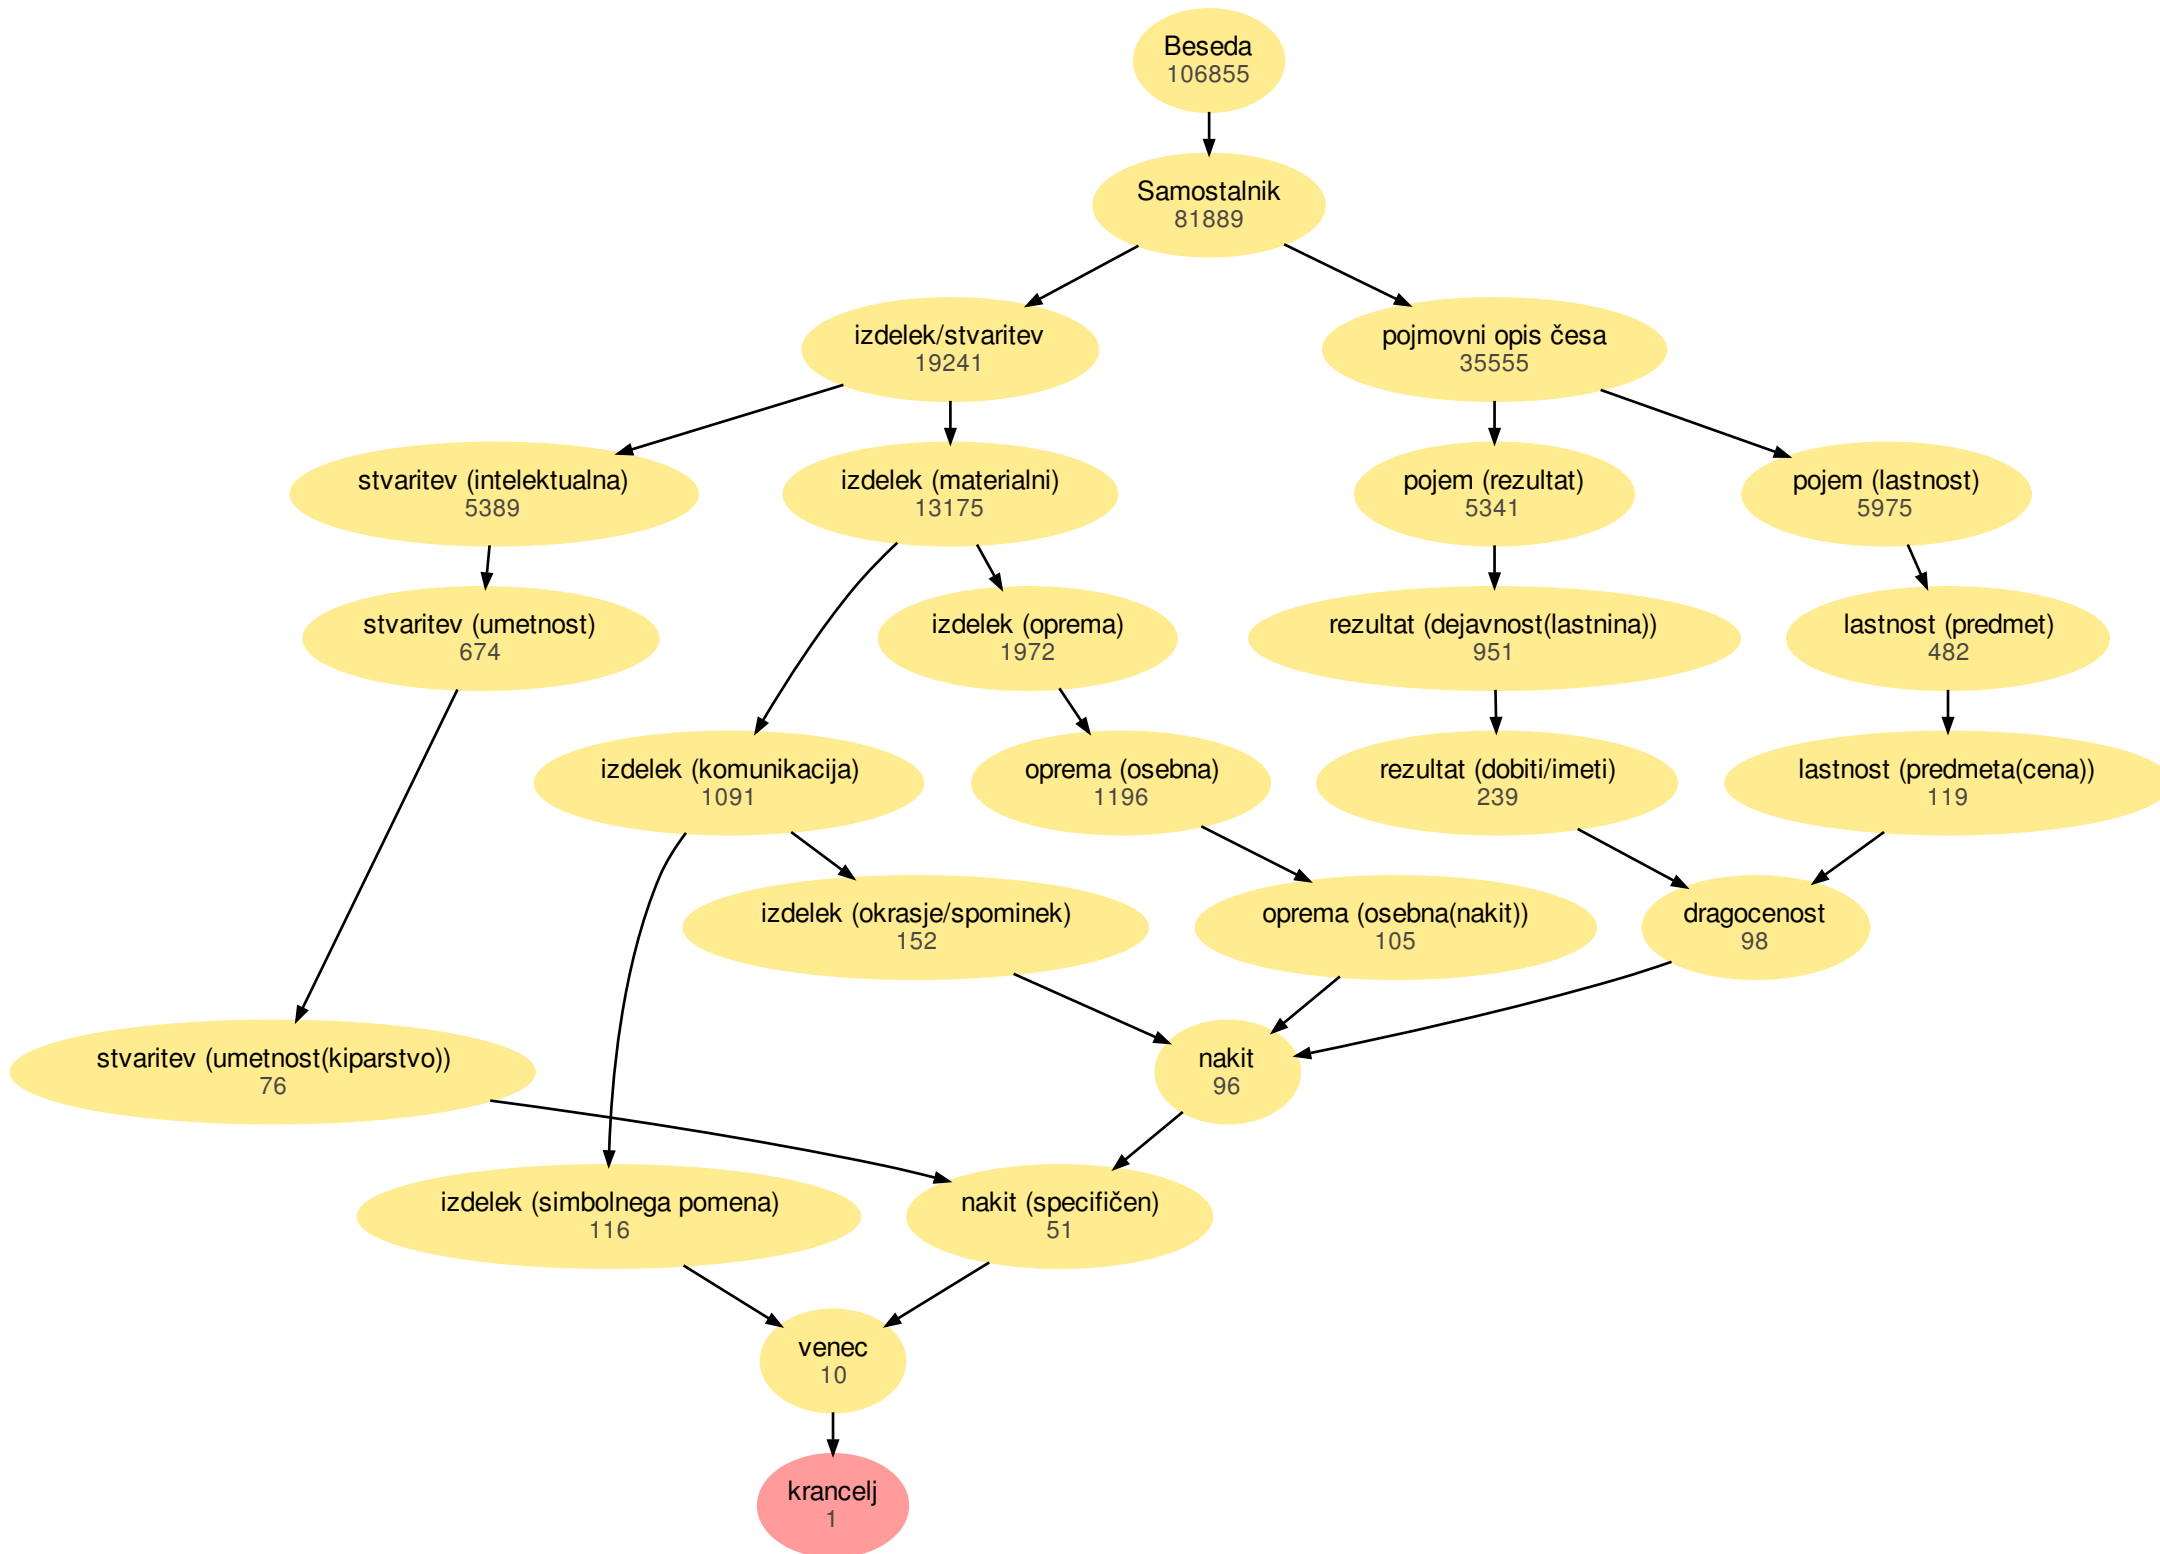 Beseda
106855
Samostalnik
81889
izdelek/stvaritev
19241
pojmovni opis česa
35555
stvaritev (intelektualna)
5389
izdelek (materialni)
13175
pojem (rezultat)
5341
pojem (lastnost)
5975
stvaritev (umetnost)
674
izdelek (oprema)
1972
rezultat (dejavnost(lastnina))
951
lastnost (predmet)
482
izdelek (komunikacija)
1091
oprema (osebna)
1196
rezultat (dobiti/imeti)
239
lastnost (predmeta(cena))
119
izdelek (okrasje/spominek)
152
oprema (osebna(nakit))
105
dragocenost
98
stvaritev (umetnost(kiparstvo))
76
nakit
96
izdelek (simbolnega pomena)
116
nakit (specifičen)
51
venec
10
krancelj
1